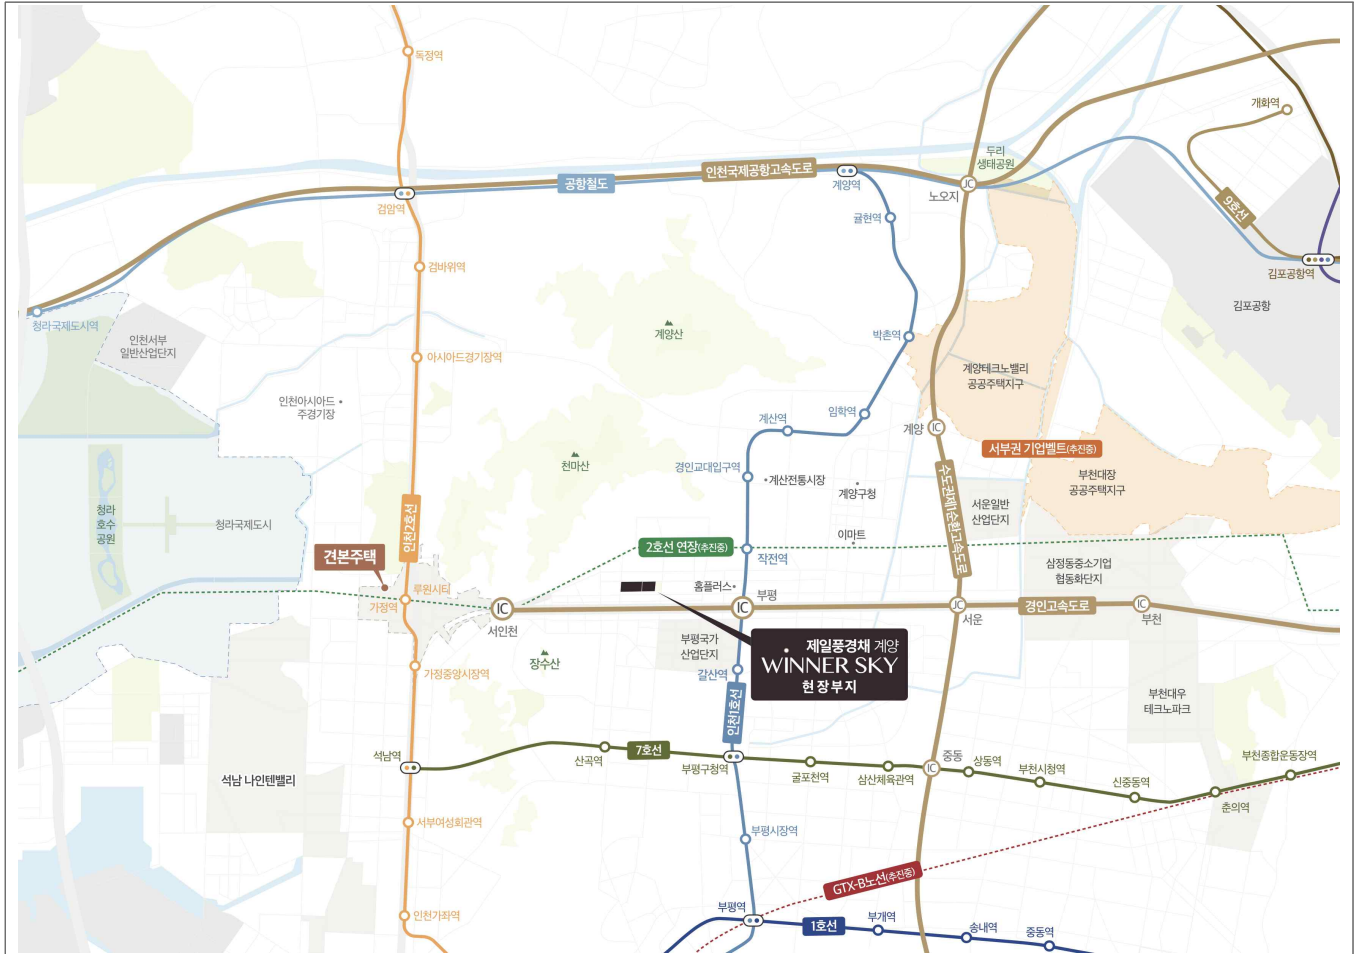 독정역
개화역
두리
생태공원
인천국제공항고속도로
공항철도
계양역
JC
노오지
검암역
귤현역
9호선
검바위역
김포공항역
김포공항
청라국제도시역
인천서부
일반산업단지
계양산
박촌역
아시아드경기장역
계양테크노밸리
공공주택지구
인천아시아드
주경기장
계산역
임학역
계양
IC
서부권 기업벨트(추진중)
천마산
경인교대입구역
계산전통시장
계양구청
부천대장
공공주택지구
수도권제1순환고속도로
서운일반
산업단지
청라
호수
공원
청라국제도시
인천2호선
이마트
견본주택
2호선 연장(추진중)
작전역
삼정동중소기업
협동화단지
루원시티
가정역
홈플러스
IC
서인천
IC
부평
JC
서운
경인고속도로
IC
부천
부평국가
산업단지
제일풍경채 계양
WINNER SKY
현장부지
장수산
가정중앙시장역
갈산역
인천1호선
부천대우
테크노파크
석남역
7호선
산곡역
부평구청역
굴포천역
삼산체육관역
IC
중동
상동역
부천시청역
신중동역
춘의역
부천종합운동장역
석남 나인텐밸리
서부여성회관역
부평시장역
GTX-B노선(추진중)
인천가좌역
부평역
1호선
부개역
송내역
중동역